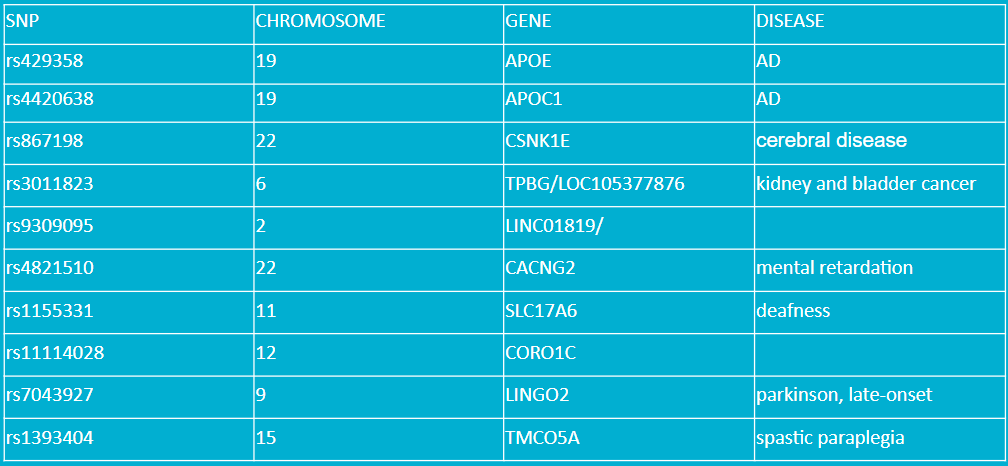 SNP CHROMOSOME GENE DISEASE
rs429358 19 APOE AD
rs4420638 19 APOC1 AD
rs867198 22 CSNK1E cerebral disease
rs3011823 6 TPBG/LOC105377876 kidney and bladder cancer
rs9309095 2 LINC01819/
rs4821510 22 CACNG2 mental retardation
rs1155331 11 SLC17A6 deafness
rs11114028 12 CORO1C
rs7043927 9 LINGO2 parkinson, late-onset
rs1393404 15 TMCO5A spastic paraplegia